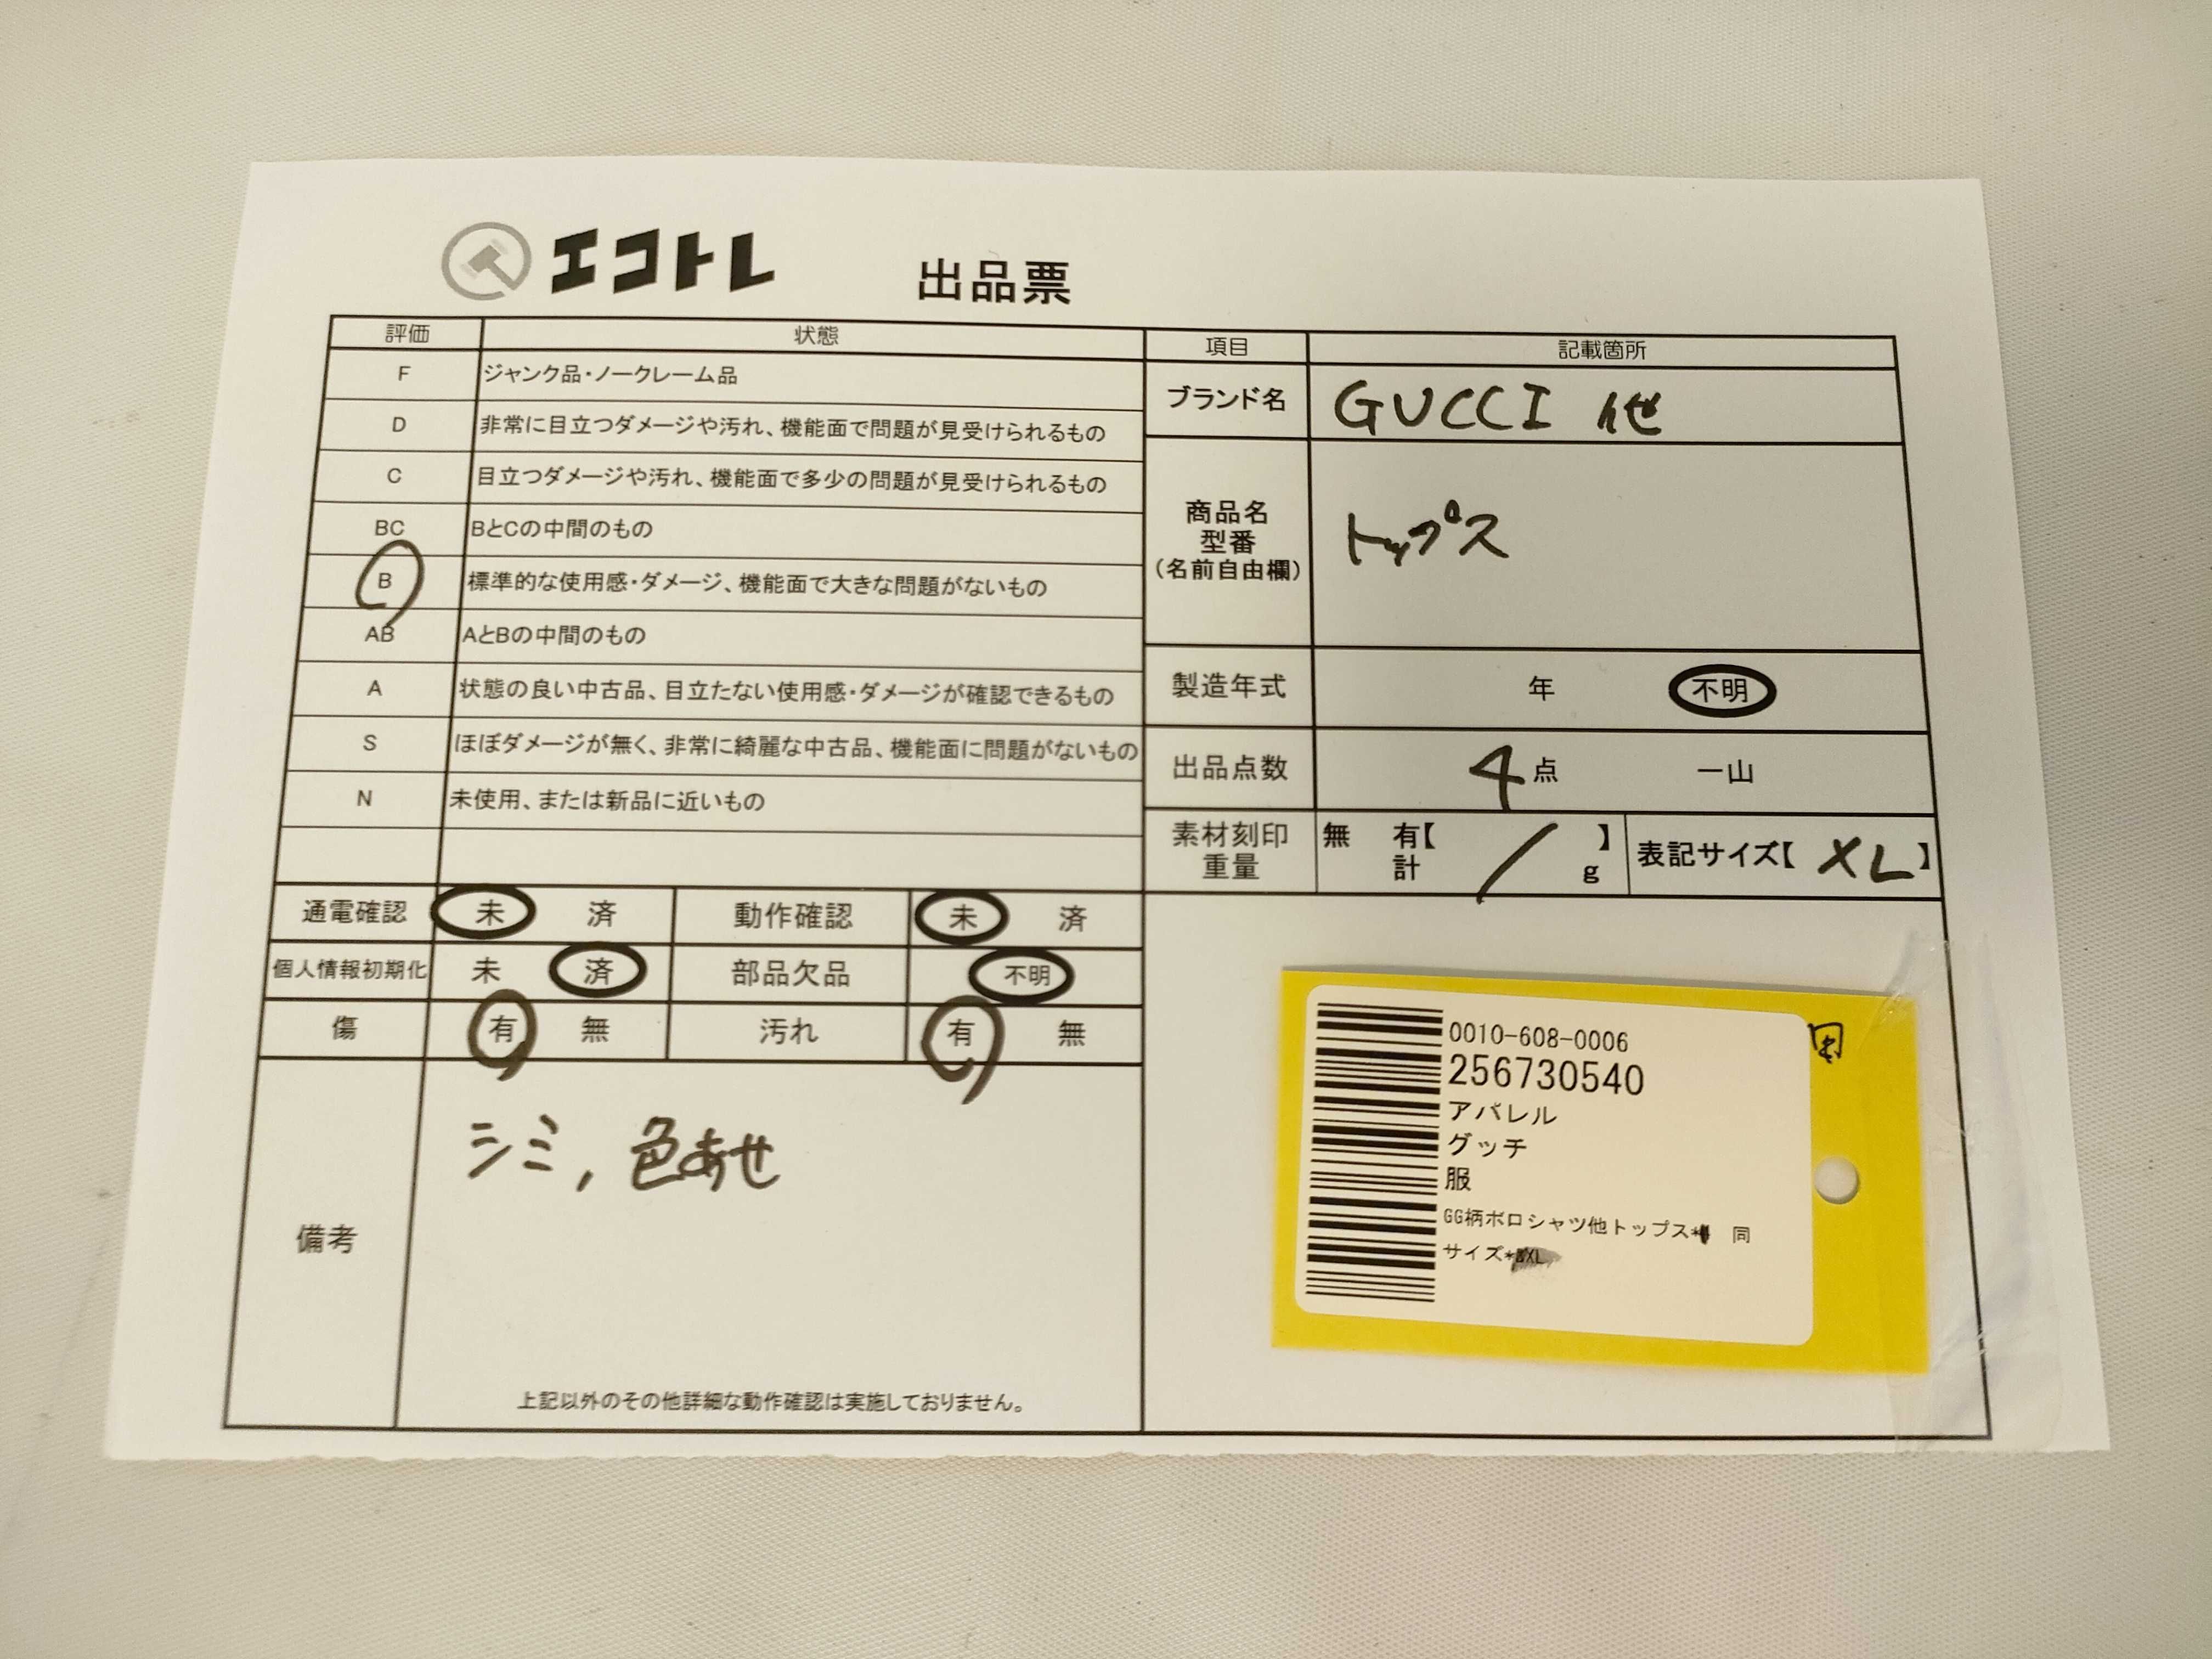 エコトレ 出品票
評価 状態
F ジャンク品・ノークレーム品
D 非常に目立つダメージや汚れ、機能面で問題が見受けられるもの
C 目立つダメージや汚れ、機能面で多少の問題が見受けられるもの
BC BとCの中間のもの
B 標準的な使用感・ダメージ、機能面で大きな問題がないもの
AB AとBの中間のもの
A 状態の良い中古品、目立たない使用感・ダメージが確認できるもの
S ほぼダメージが無く、非常に綺麗な中古品、機能面に問題がないもの
N 未使用、または新品に近いもの
通電確認 未 済 動作確認 未 済
個人情報初期化 未 済 部品欠品 不明
傷 有 無 汚れ 有 無
備考
シミ, 色あせ
上記以外のその他詳細な動作確認は実施しておりません。
項目 記載箇所
ブランド名 GUCCI 他
商品名
型番
(名前自由欄)
トップス
製造年式 年 不明
出品点数 4点 一山
素材刻印 無 有【 / 】
重量 計 g
表記サイズ【 XL 】
0010-608-0006
256730540
アパレル
グッチ
服
GG柄ポロシャツ他トップス* 同
サイズ*